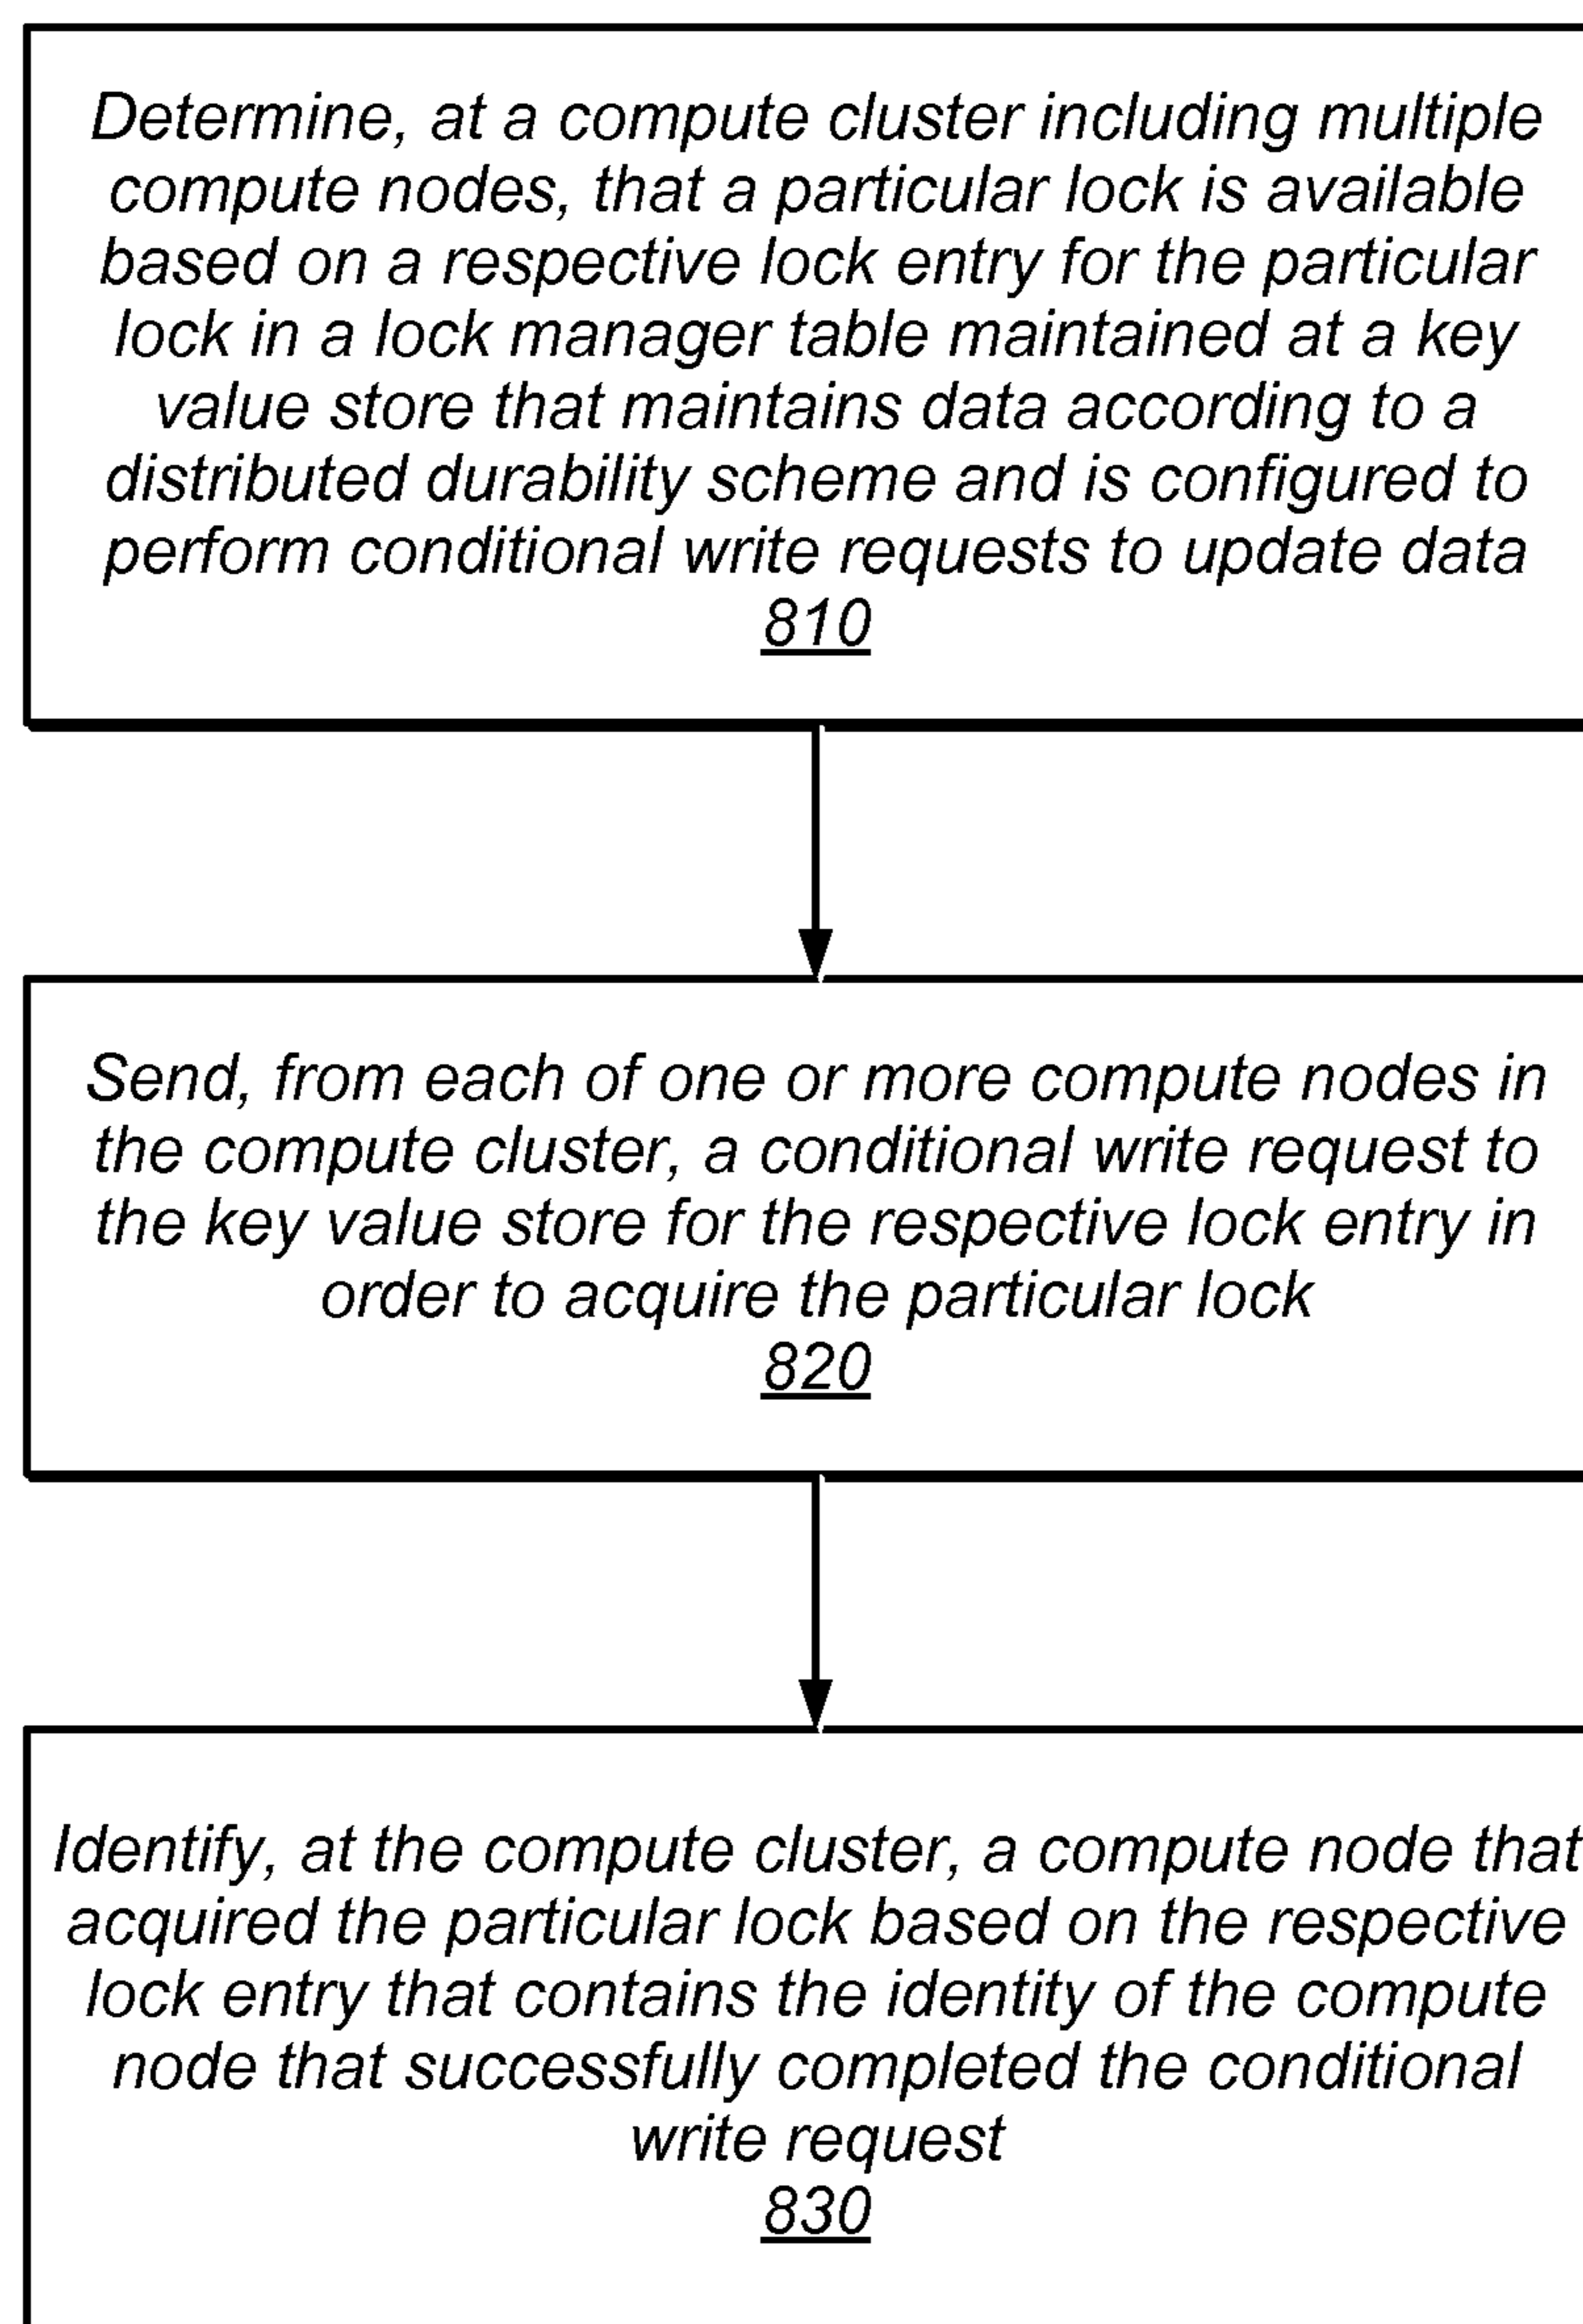 Determine, at a compute cluster including multiple
compute nodes, that a particular lock is available
based on a respective lock entry for the particular
lock in a lock manager table maintained at a key
value store that maintains data according to a
distributed durability scheme and is configured to
perform conditional write requests to update data
810
Send, from each of one or more compute nodes in
the compute cluster, a conditional write request to
the key value store for the respective lock entry in
order to acquire the particular lock
820
Identify, at the compute cluster, a compute node that
acquired the particular lock based on the respective
lock entry that contains the identity of the compute
node that successfully completed the conditional
write request
830